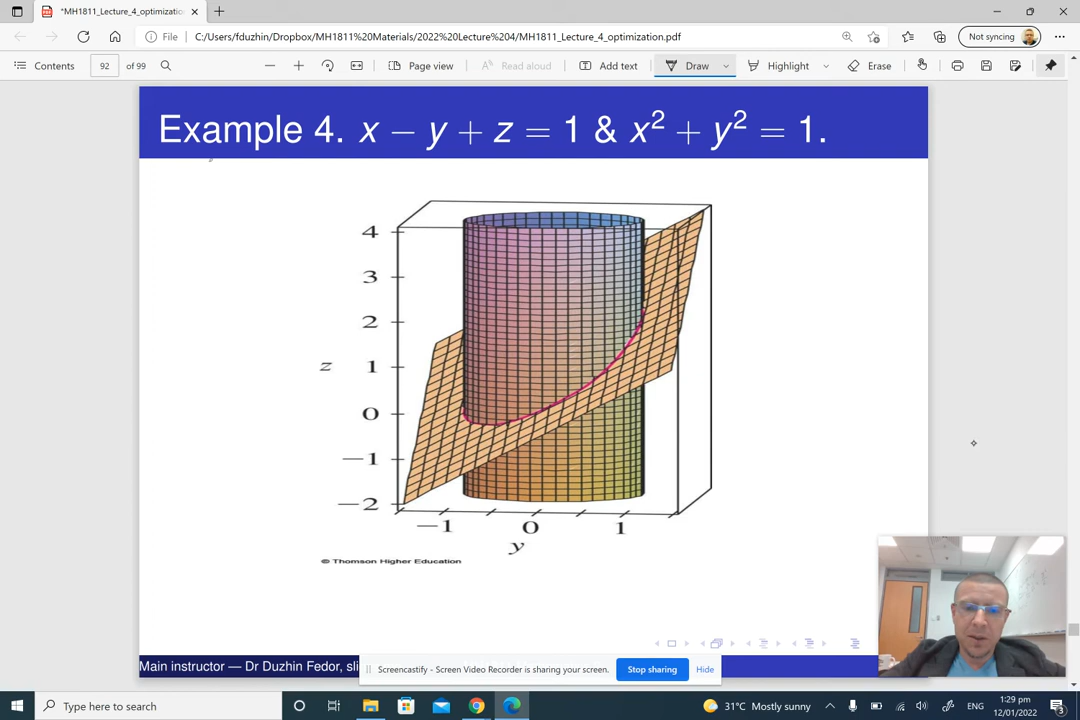 *MH1811_Lecture_4_optimization
File
C:/Users/fduzhin/Dropbox/MH1811%20Materials/2022%20Lecture%204/MH1811_Lecture_4_optimization.pdf
Not syncing
Contents
92 of 99
Page view
Read aloud
Add text
Draw
Highlight
Erase
Example 4. x − y + z = 1 & x² + y² = 1.
4
3
2
z
1
0
−1
−2
−1 0 1
y
© Thomson Higher Education
Main instructor — Dr Duzhin Fedor, sli
Screencastify - Screen Video Recorder is sharing your screen.
Stop sharing
Hide
Type here to search
31°C Mostly sunny
ENG
1:29 pm
12/01/2022
3